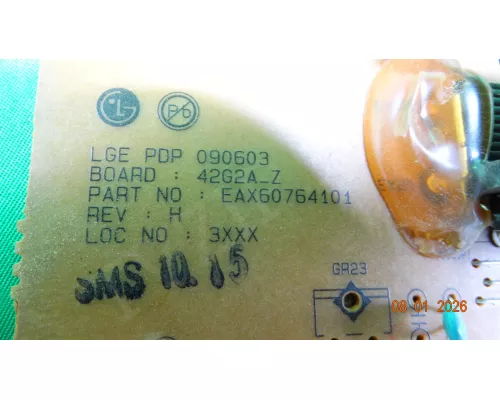 LG Pb
LGE PDP 090603
BOARD : 42G2A_Z
PART NO : EAX60764101
REV : H
LOC NO : 3XXX
SMS 10.15
GA23
08 01 2026